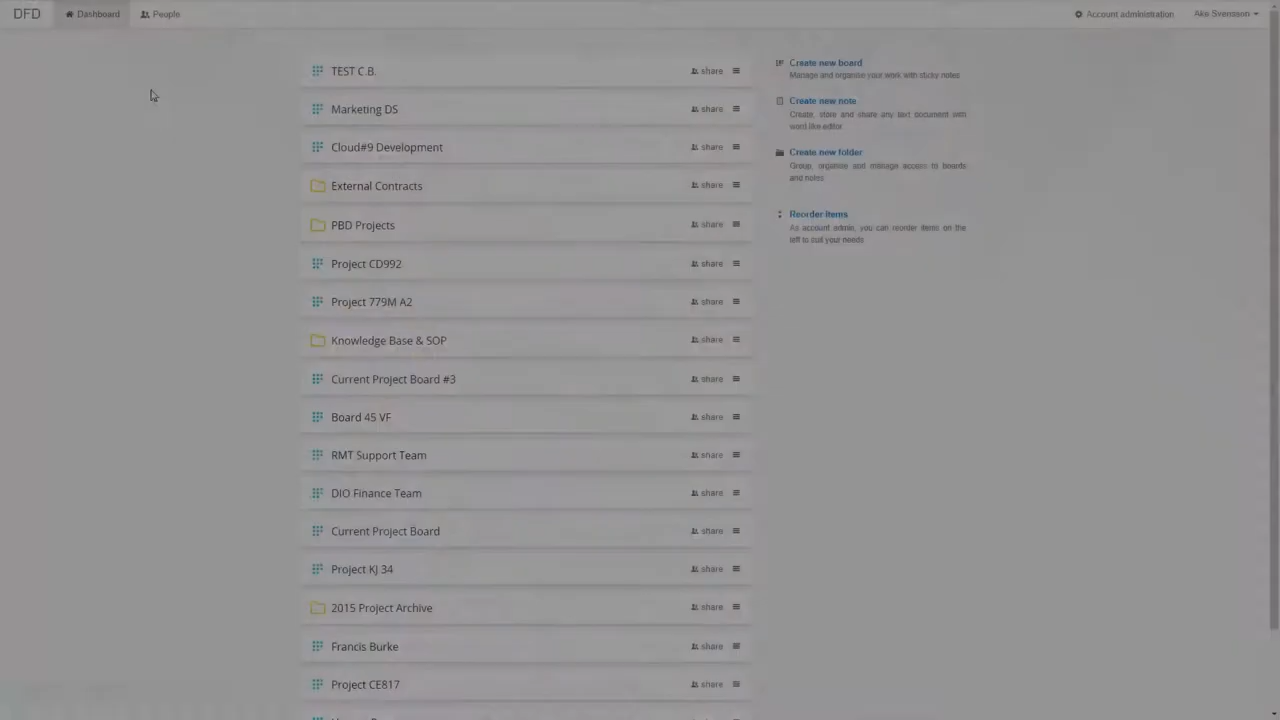 DFD
Dashboard
People
Account administration
Ake Svensson
TEST C.B.
share
Marketing DS
share
Cloud#9 Development
share
External Contracts
share
PBD Projects
share
Project CD992
share
Project 779M A2
share
Knowledge Base & SOP
share
Current Project Board #3
share
Board 45 VF
share
RMT Support Team
share
DIO Finance Team
share
Current Project Board
share
Project KJ 34
share
2015 Project Archive
share
Francis Burke
share
Project CE817
share
Create new board
Manage and organise your work with sticky notes
Create new note
Create, store and share any text document with
word like editor
Create new folder
Group, organise and manage access to boards
and notes
Reorder items
As account admin, you can reorder items on the
left to suit your needs